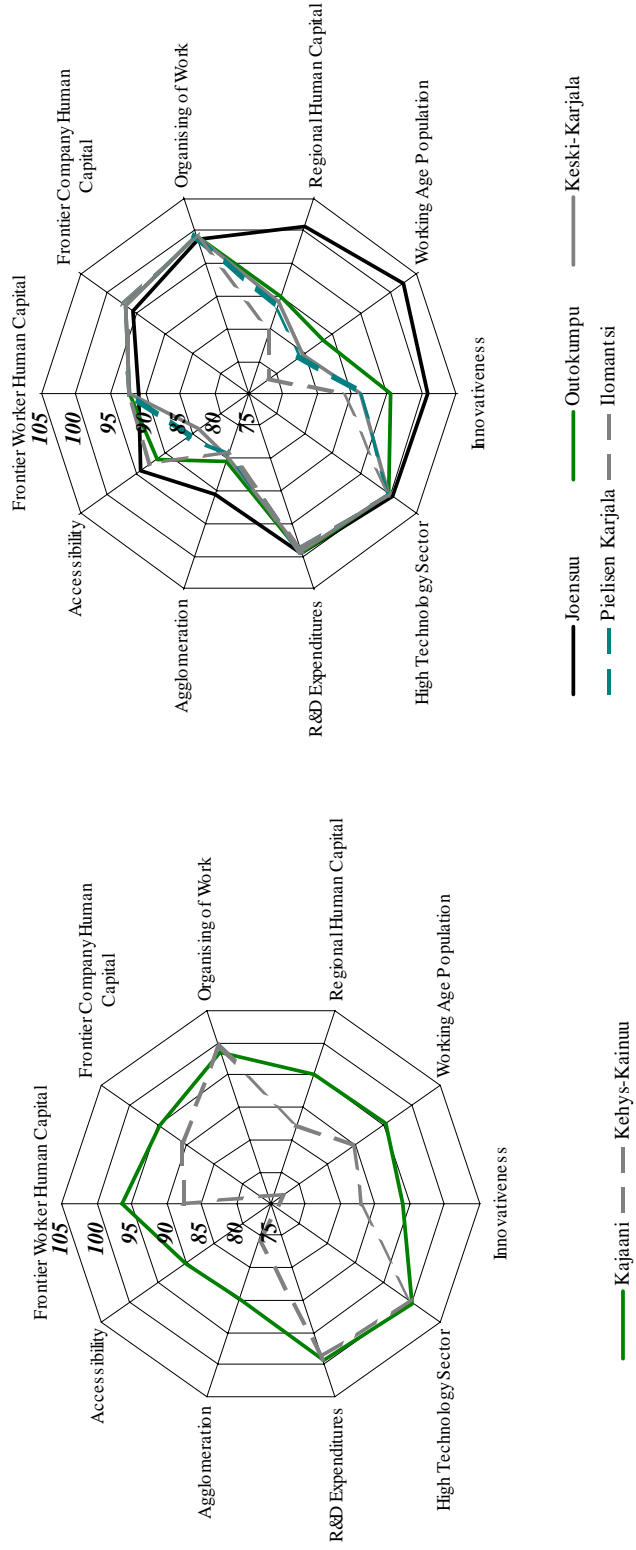 Frontier Worker Human Capital
Frontier Company Human
Capital
Organising of Work
Regional Human Capital
Working Age Population
Innovativeness
High Technology Sector
R&D Expenditures
Agglomeration
Accessibility
105
100
95
90
85
80
75
Kajaani
Kehys-Kainuu
Frontier Worker Human Capital
Frontier Company Human
Capital
Organising of Work
Regional Human Capital
Working Age Population
Innovativeness
High Technology Sector
R&D Expenditures
Agglomeration
Accessibility
105
100
95
90
85
80
75
Joensuu
Outokumpu
Keski-Karjala
Pielisen Karjala
Ilomantsi